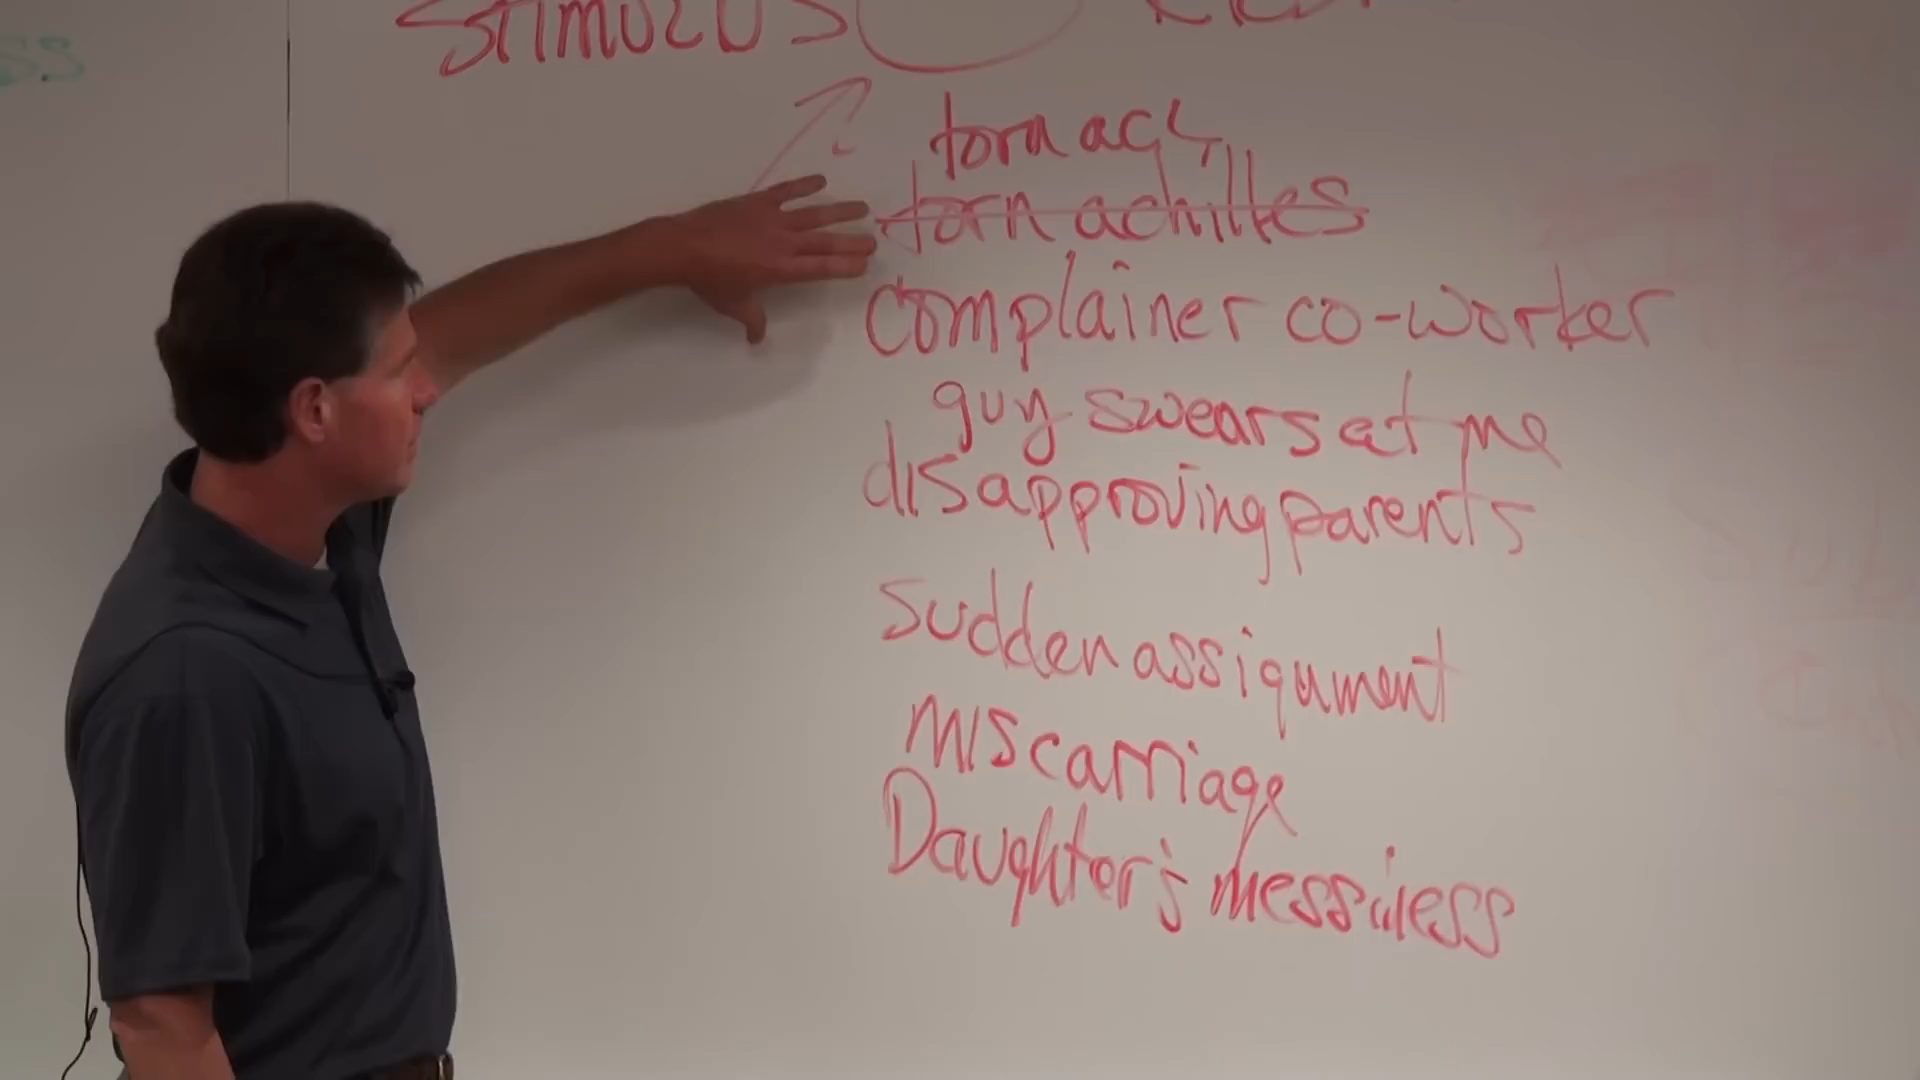 STIMULUS
torn ACL
torn achilles
complainer co-worker
guy swears at me
disapproving parents
sudden assignment
miscarriage
Daughter's messiness